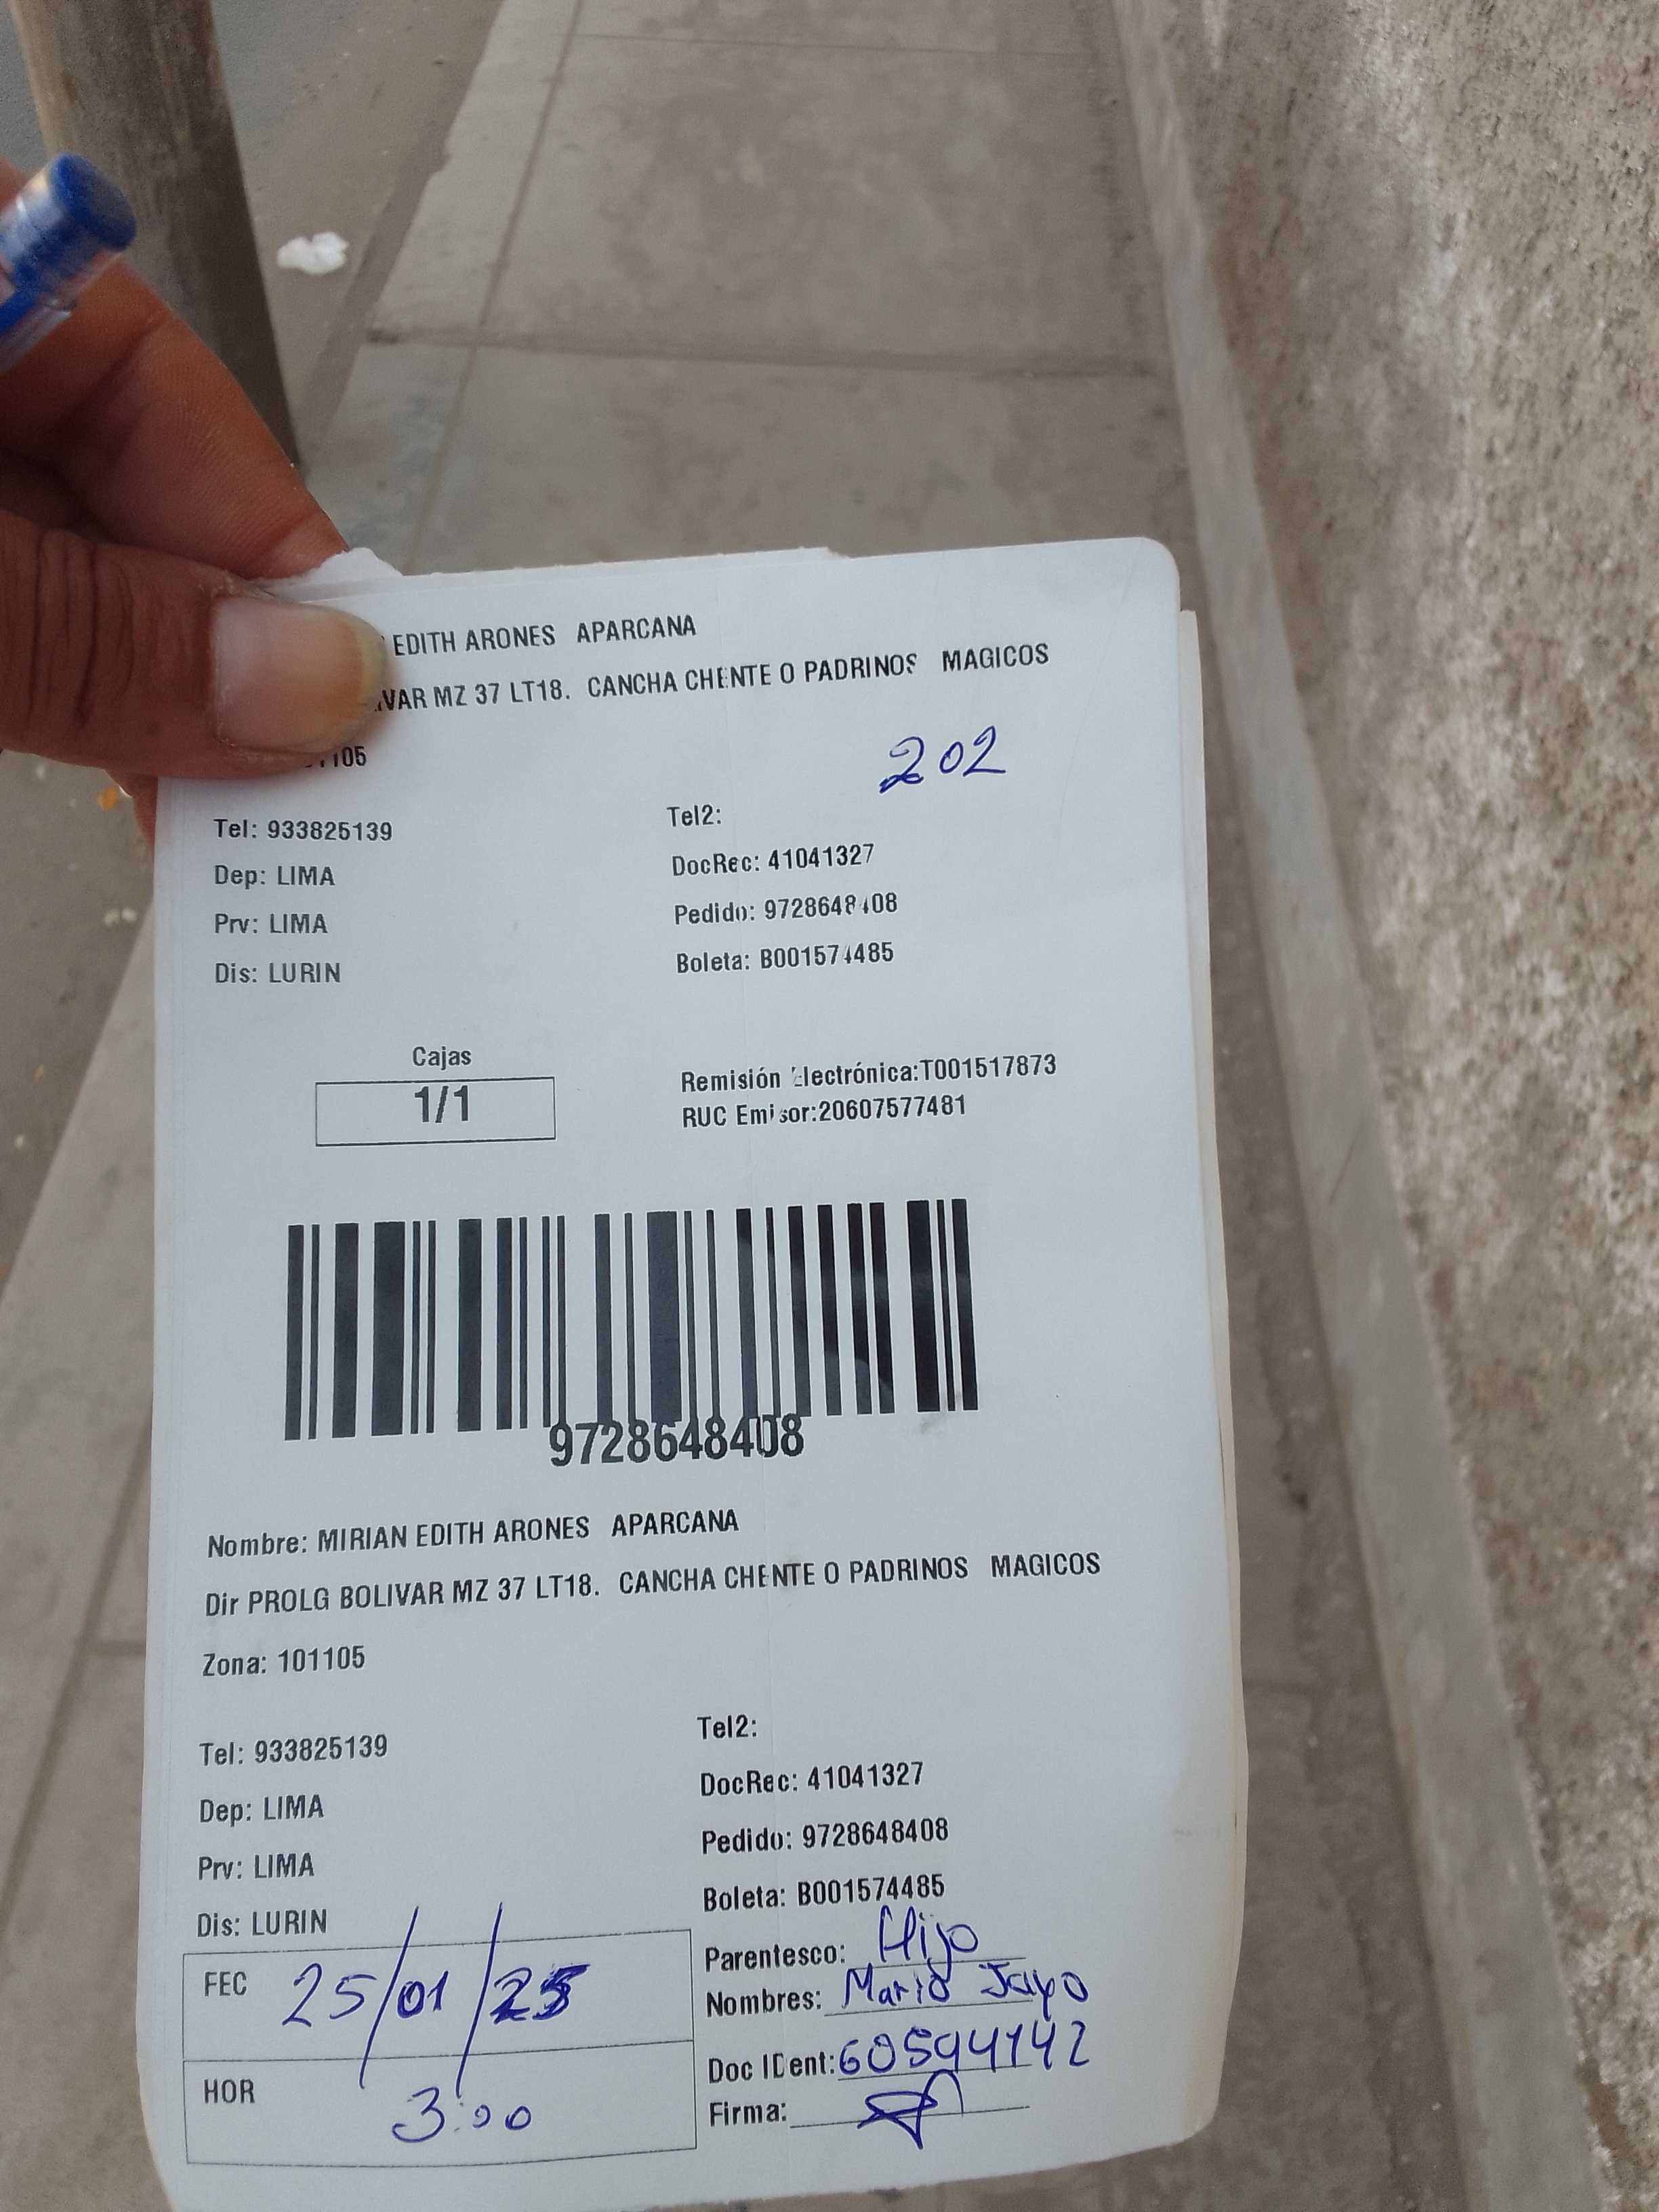 EDITH ARONES APARCANA
IVAR MZ 37 LT18. CANCHA CHENTE O PADRINOS MAGICOS
1105
202
Tel: 933825139
Tel2:
Dep: LIMA
DocRec: 41041327
Prv: LIMA
Pedido: 9728648408
Dis: LURIN
Boleta: B001574485
Cajas
1/1
Remisión Electrónica:T001517873
RUC Emisor:20607577481
9728648408
Nombre: MIRIAN EDITH ARONES APARCANA
Dir PROLG BOLIVAR MZ 37 LT18. CANCHA CHENTE O PADRINOS MAGICOS
Zona: 101105
Tel: 933825139
Tel2:
Dep: LIMA
DocRec: 41041327
Prv: LIMA
Pedido: 9728648408
Dis: LURIN
Boleta: B001574485
FEC 25/01/25
Parentesco: Hijo
Nombres: Mario Jayo
HOR 3:00
Doc IDent: 60594142
Firma: